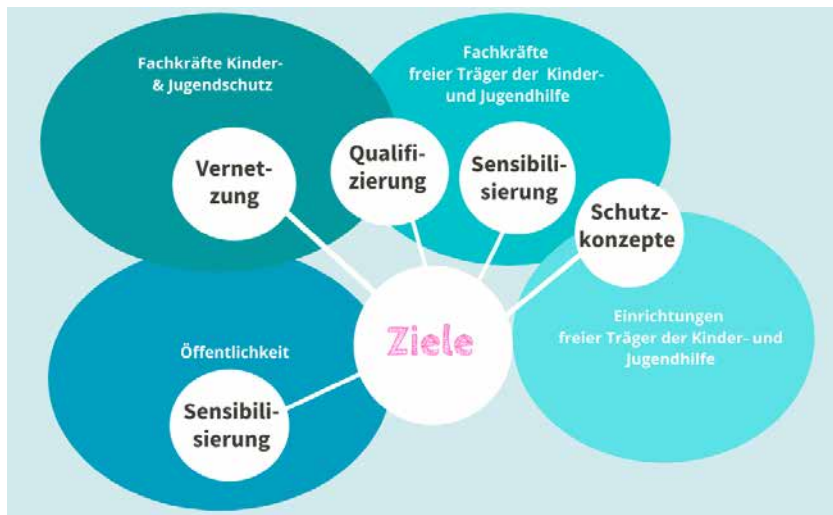 Fachkräfte Kinder-
& Jugendschutz
Vernet-
zung
Qualifi-
zierung
Fachkräfte
freier Träger der Kinder-
und Jugendhilfe
Sensibili-
sierung
Schutz-
konzepte
Einrichtungen
freier Träger der Kinder- und
Jugendhilfe
Ziele
Öffentlichkeit
Sensibili-
sierung